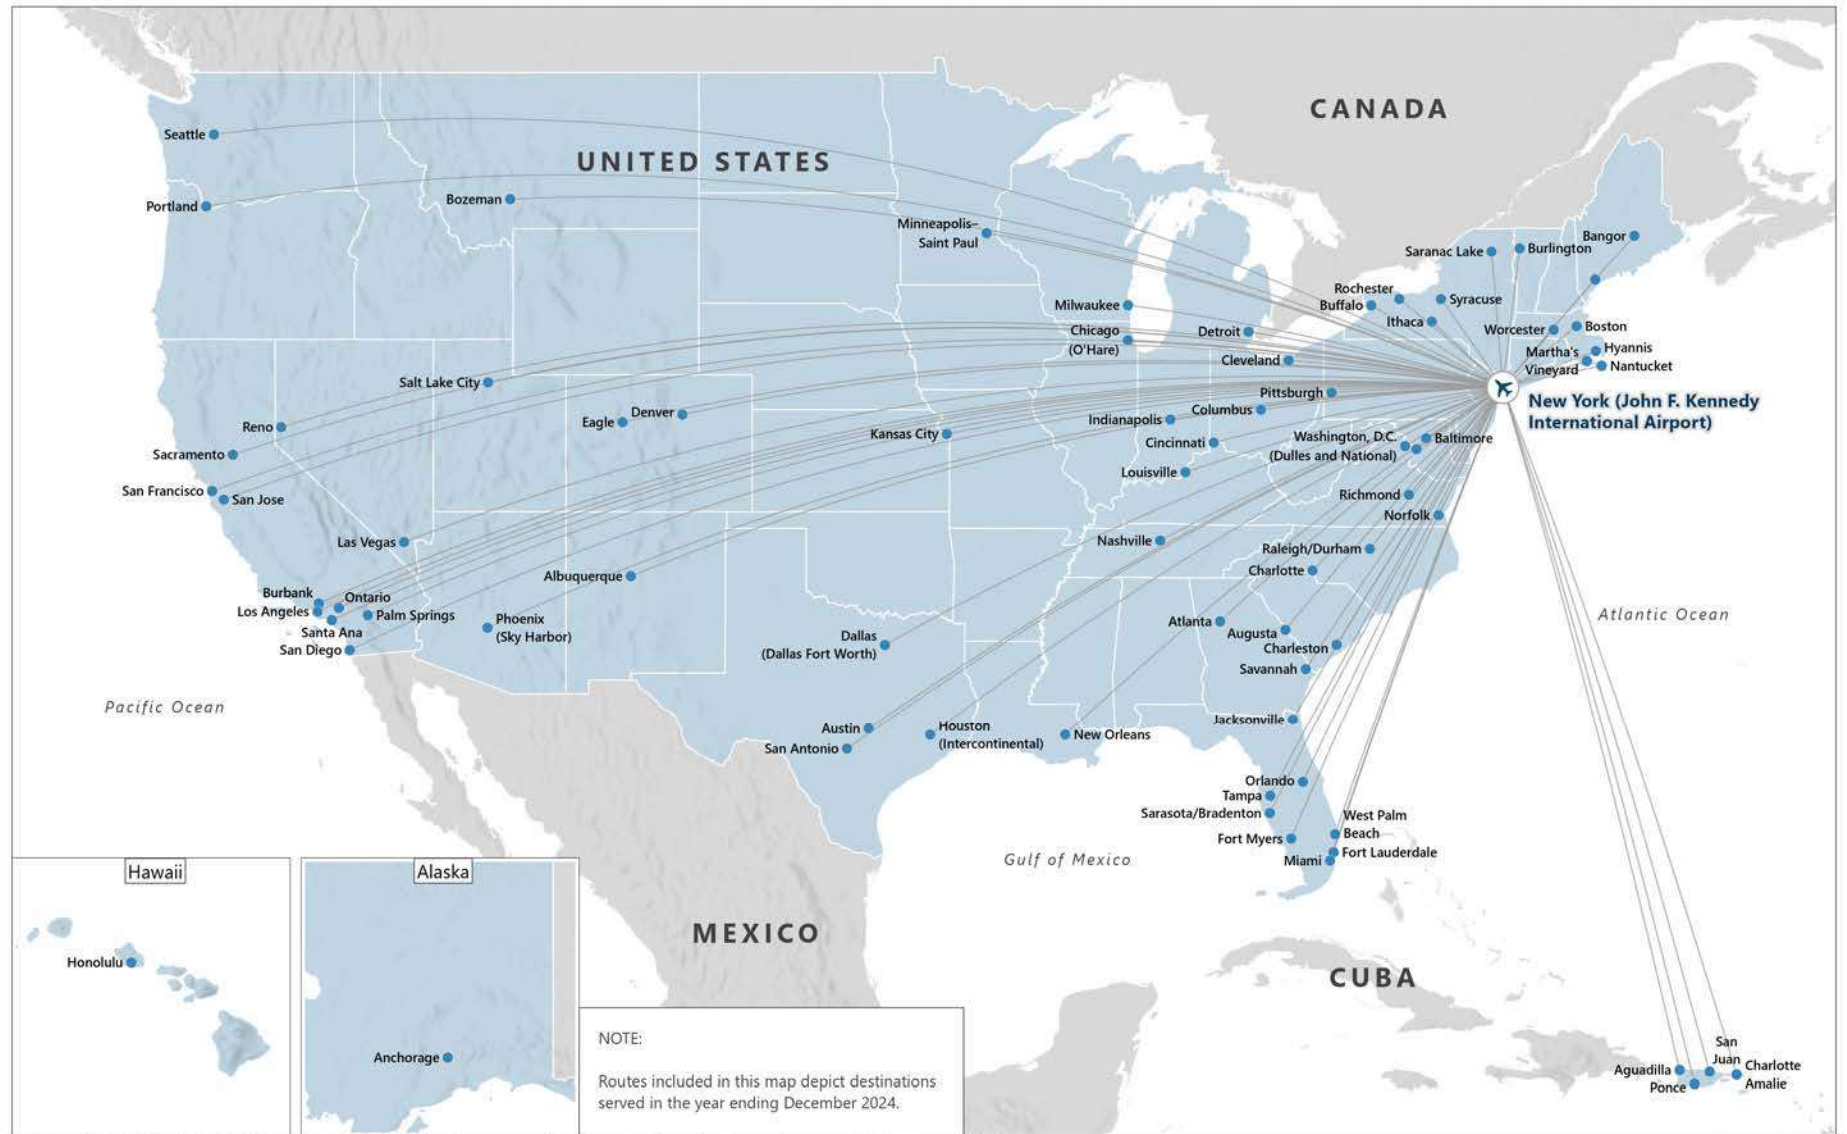 CANADA
UNITED STATES
Seattle
Portland
Bozeman
Minneapolis–
Saint Paul
Saranac Lake
Burlington
Bangor
Milwaukee
Chicago
(O'Hare)
Detroit
Cleveland
Rochester
Buffalo
Syracuse
Ithaca
Worcester
Boston
Martha's
Vineyard
Hyannis
Nantucket
New York (John F. Kennedy
International Airport)
Salt Lake City
Reno
Sacramento
San Francisco
San Jose
Eagle
Denver
Kansas City
Pittsburgh
Columbus
Indianapolis
Cincinnati
Louisville
Washington, D.C.
(Dulles and National)
Baltimore
Richmond
Norfolk
Las Vegas
Albuquerque
Nashville
Raleigh/Durham
Charlotte
Burbank
Los Angeles
Ontario
Palm Springs
Santa Ana
San Diego
Phoenix
(Sky Harbor)
Dallas
(Dallas Fort Worth)
Atlanta
Augusta
Charleston
Savannah
Atlantic Ocean
Pacific Ocean
Austin
San Antonio
Houston
(Intercontinental)
New Orleans
Jacksonville
Orlando
Tampa
Sarasota/Bradenton
Fort Myers
West Palm
Beach
Fort Lauderdale
Miami
Gulf of Mexico
Hawaii
Honolulu
Alaska
Anchorage
MEXICO
CUBA
NOTE:
Routes included in this map depict destinations
served in the year ending December 2024.
San
Juan
Aguadilla
Ponce
Charlotte
Amalie